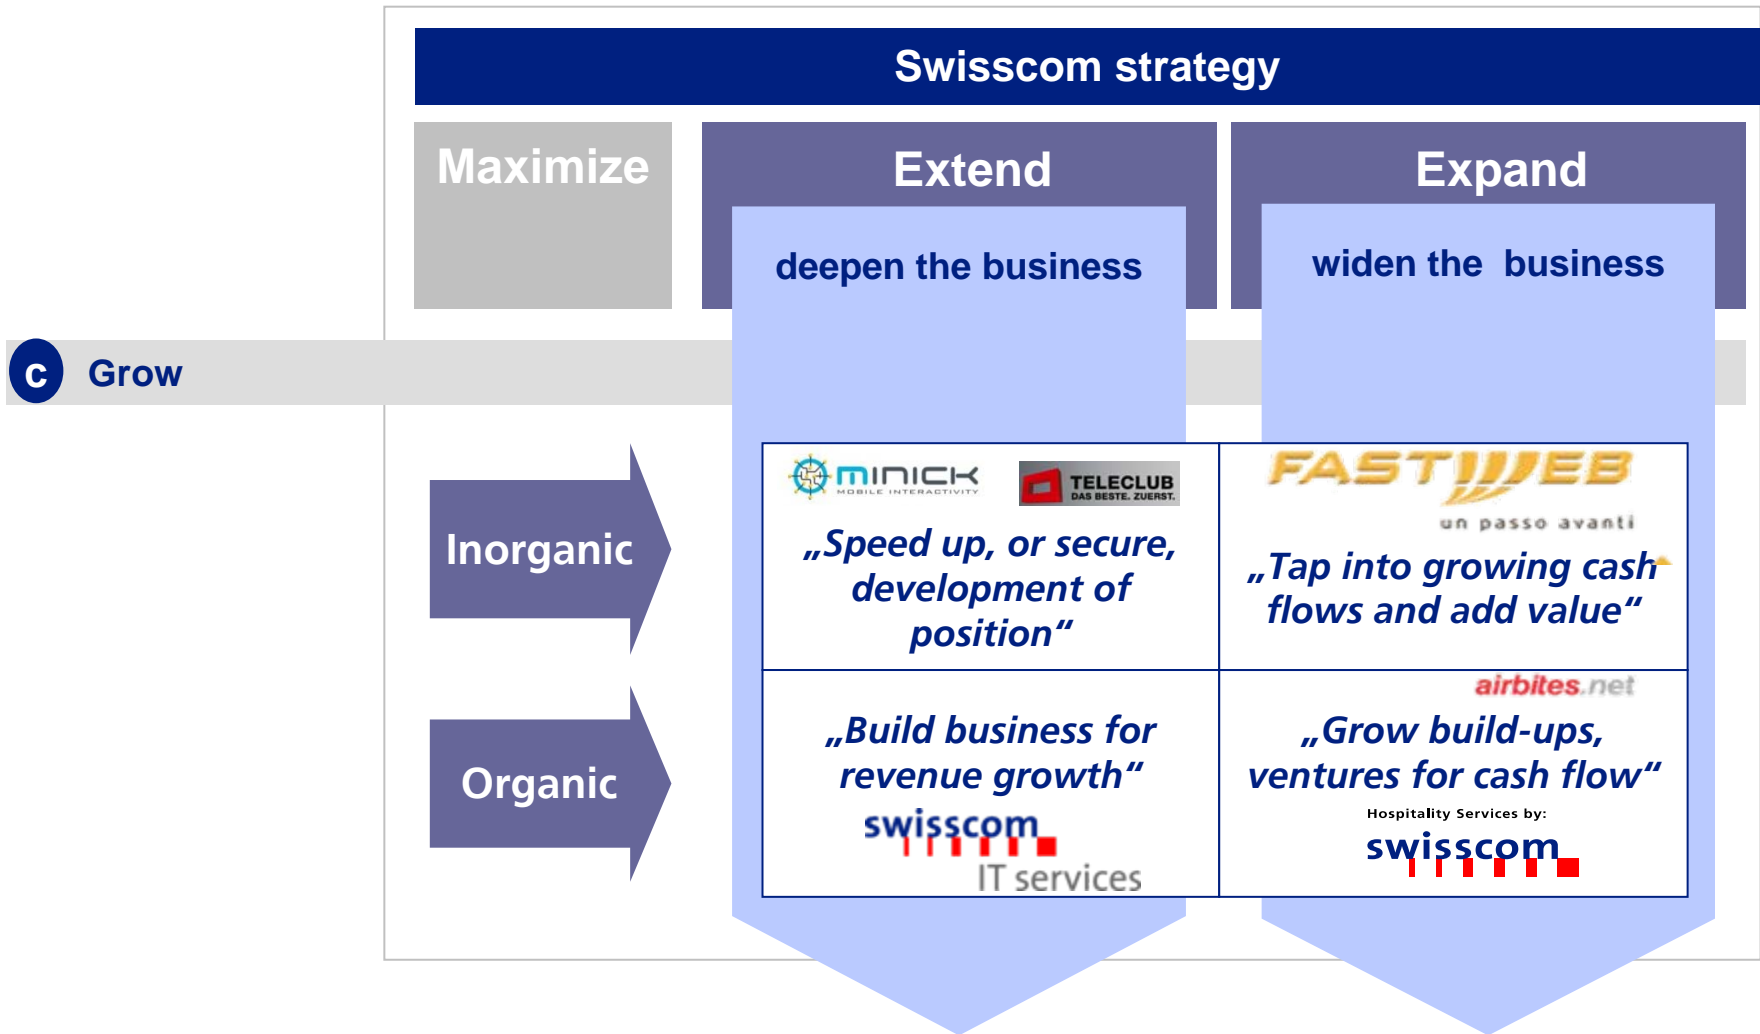 Swisscom strategy
Maximize
Extend
Expand
deepen the business
widen the  business
c Grow
Inorganic
MINICK
MOBILE INTERACTIVITY
TELECLUB
DAS BESTE. ZUERST.
„Speed up, or secure,
development of
position“
FASTWEB
un passo avanti
„Tap into growing cash
flows and add value“
Organic
„Build business for
revenue growth“
swisscom
IT services
airbites.net
„Grow build-ups,
ventures for cash flow“
Hospitality Services by:
swisscom